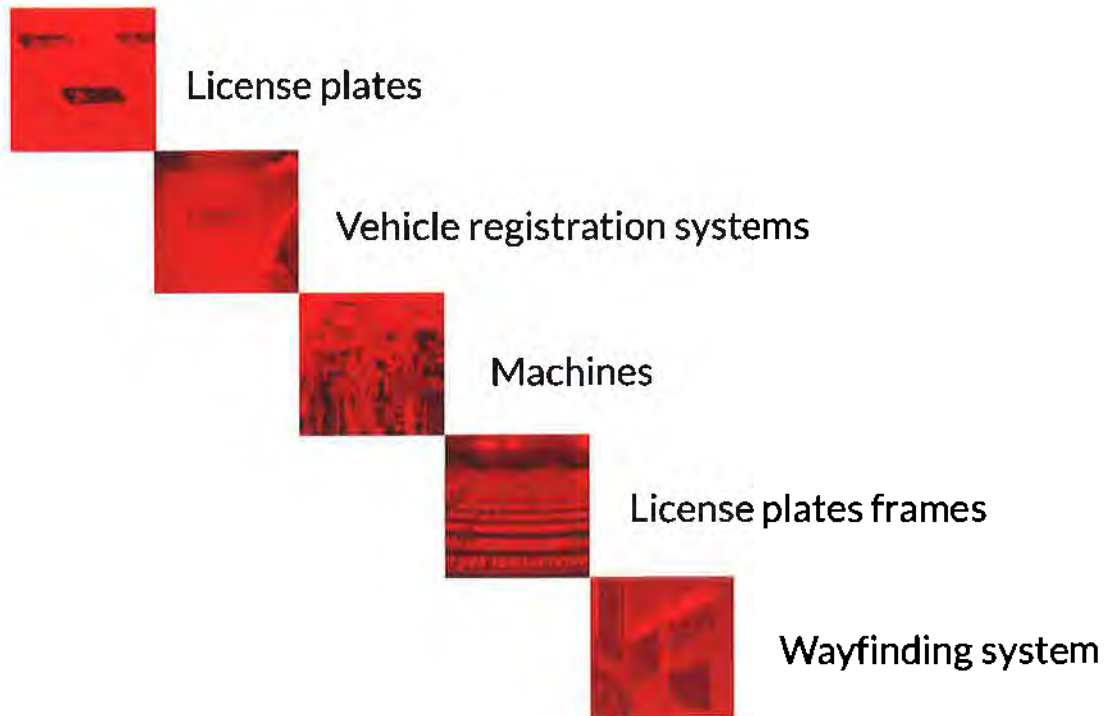 License plates
Vehicle registration systems
Machines
License plates frames
Wayfinding system